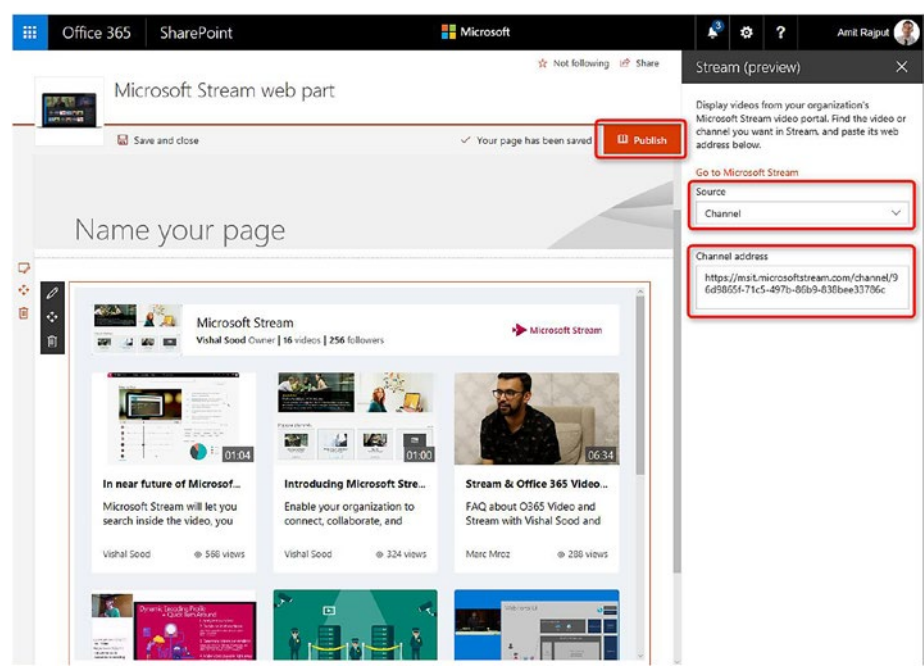 Office 365 SharePoint Microsoft 3 ? Amit Rajput
Not following Share
Microsoft Stream web part
Save and close Your page has been saved Publish
Name your page
Microsoft Stream
Vishal Sood Owner | 16 videos | 256 followers
Microsoft Stream
01:04
In near future of Microsof...
Microsoft Stream will let you
search inside the video, you
Vishal Sood 568 views
01:00
Introducing Microsoft Stre...
Enable your organization to
connect, collaborate, and
Vishal Sood 324 views
06:34
Stream & Office 365 Video...
FAQ about O365 Video and
Stream with Vishal Sood and
Marc Mroz 288 views
Dynamic Encoding Profile
+ Quick Turn Around
Stream (preview)
Display videos from your organization's
Microsoft Stream video portal. Find the video or
channel you want in Stream, and paste its web
address below.
Go to Microsoft Stream
Source
Channel
Channel address
https://msit.microsoftstream.com/channel/9
6d9865f-71c5-497b-86b9-838bee33786c